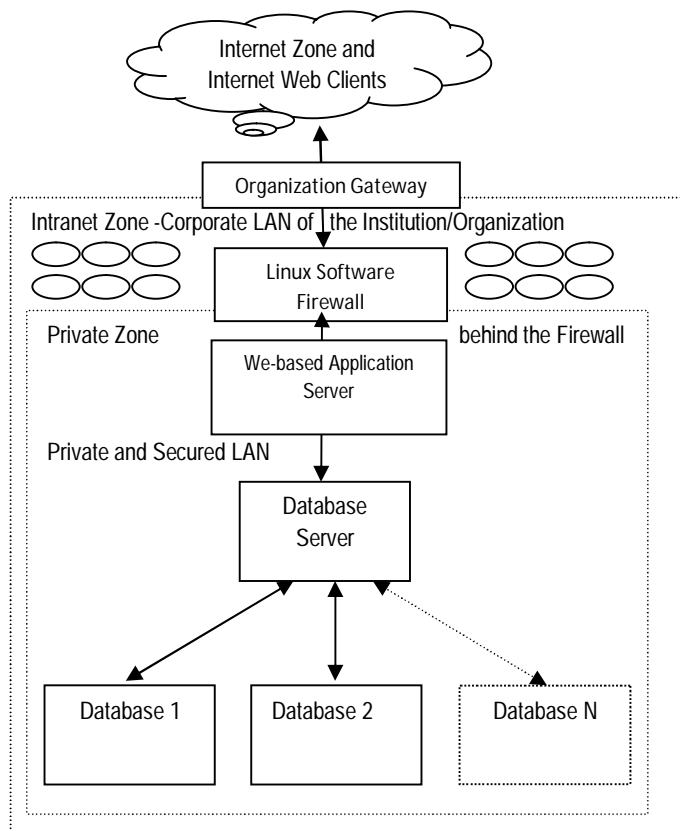 Internet Zone and
Internet Web Clients
Organization Gateway
Intranet Zone -Corporate LAN of the Institution/Organization
Linux Software
Firewall
Private Zone
behind the Firewall
We-based Application
Server
Private and Secured LAN
Database
Server
Database 1
Database 2
Database N